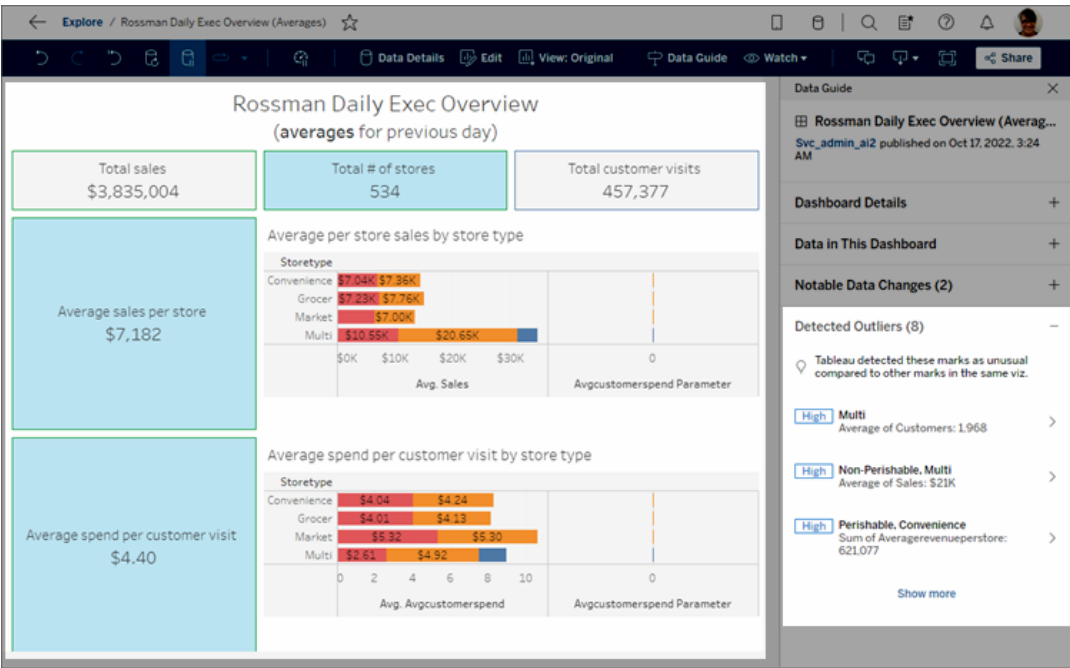 Explore / Rossman Daily Exec Overview (Averages)
Data Details Edit View: Original Data Guide Watch Share
Rossman Daily Exec Overview
(averages for previous day)
Total sales
$3,835,004
Total # of stores
534
Total customer visits
457,377
Average sales per store
$7,182
Average per store sales by store type
Storetype
Convenience $7.04K $7.36K
Grocer $7.23K $7.76K
Market $7.00K
Multi $10.55K $20.65K
$0K $10K $20K $30K 0
Avg. Sales Avgcustomerspend Parameter
Average spend per customer visit
$4.40
Average spend per customer visit by store type
Storetype
Convenience $4.04 $4.24
Grocer $4.01 $4.13
Market $5.32 $5.30
Multi $2.61 $4.92
0 2 4 6 8 10 0
Avg. Avgcustomerspend Avgcustomerspend Parameter
Data Guide
Rossman Daily Exec Overview (Averag...
Svc_admin_ai2 published on Oct 17, 2022, 3:24
AM
Dashboard Details
Data in This Dashboard
Notable Data Changes (2)
Detected Outliers (8)
Tableau detected these marks as unusual
compared to other marks in the same viz.
High Multi
Average of Customers: 1,968
High Non-Perishable, Multi
Average of Sales: $21K
High Perishable, Convenience
Sum of Averagerevenueperstore:
621,077
Show more